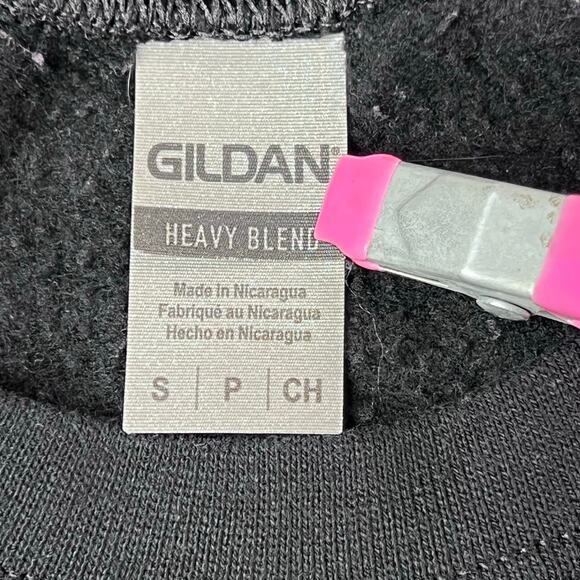 GILDAN®
HEAVY BLEND
Made in Nicaragua
Fabriqué au Nicaragua
Hecho en Nicaragua
S | P | CH